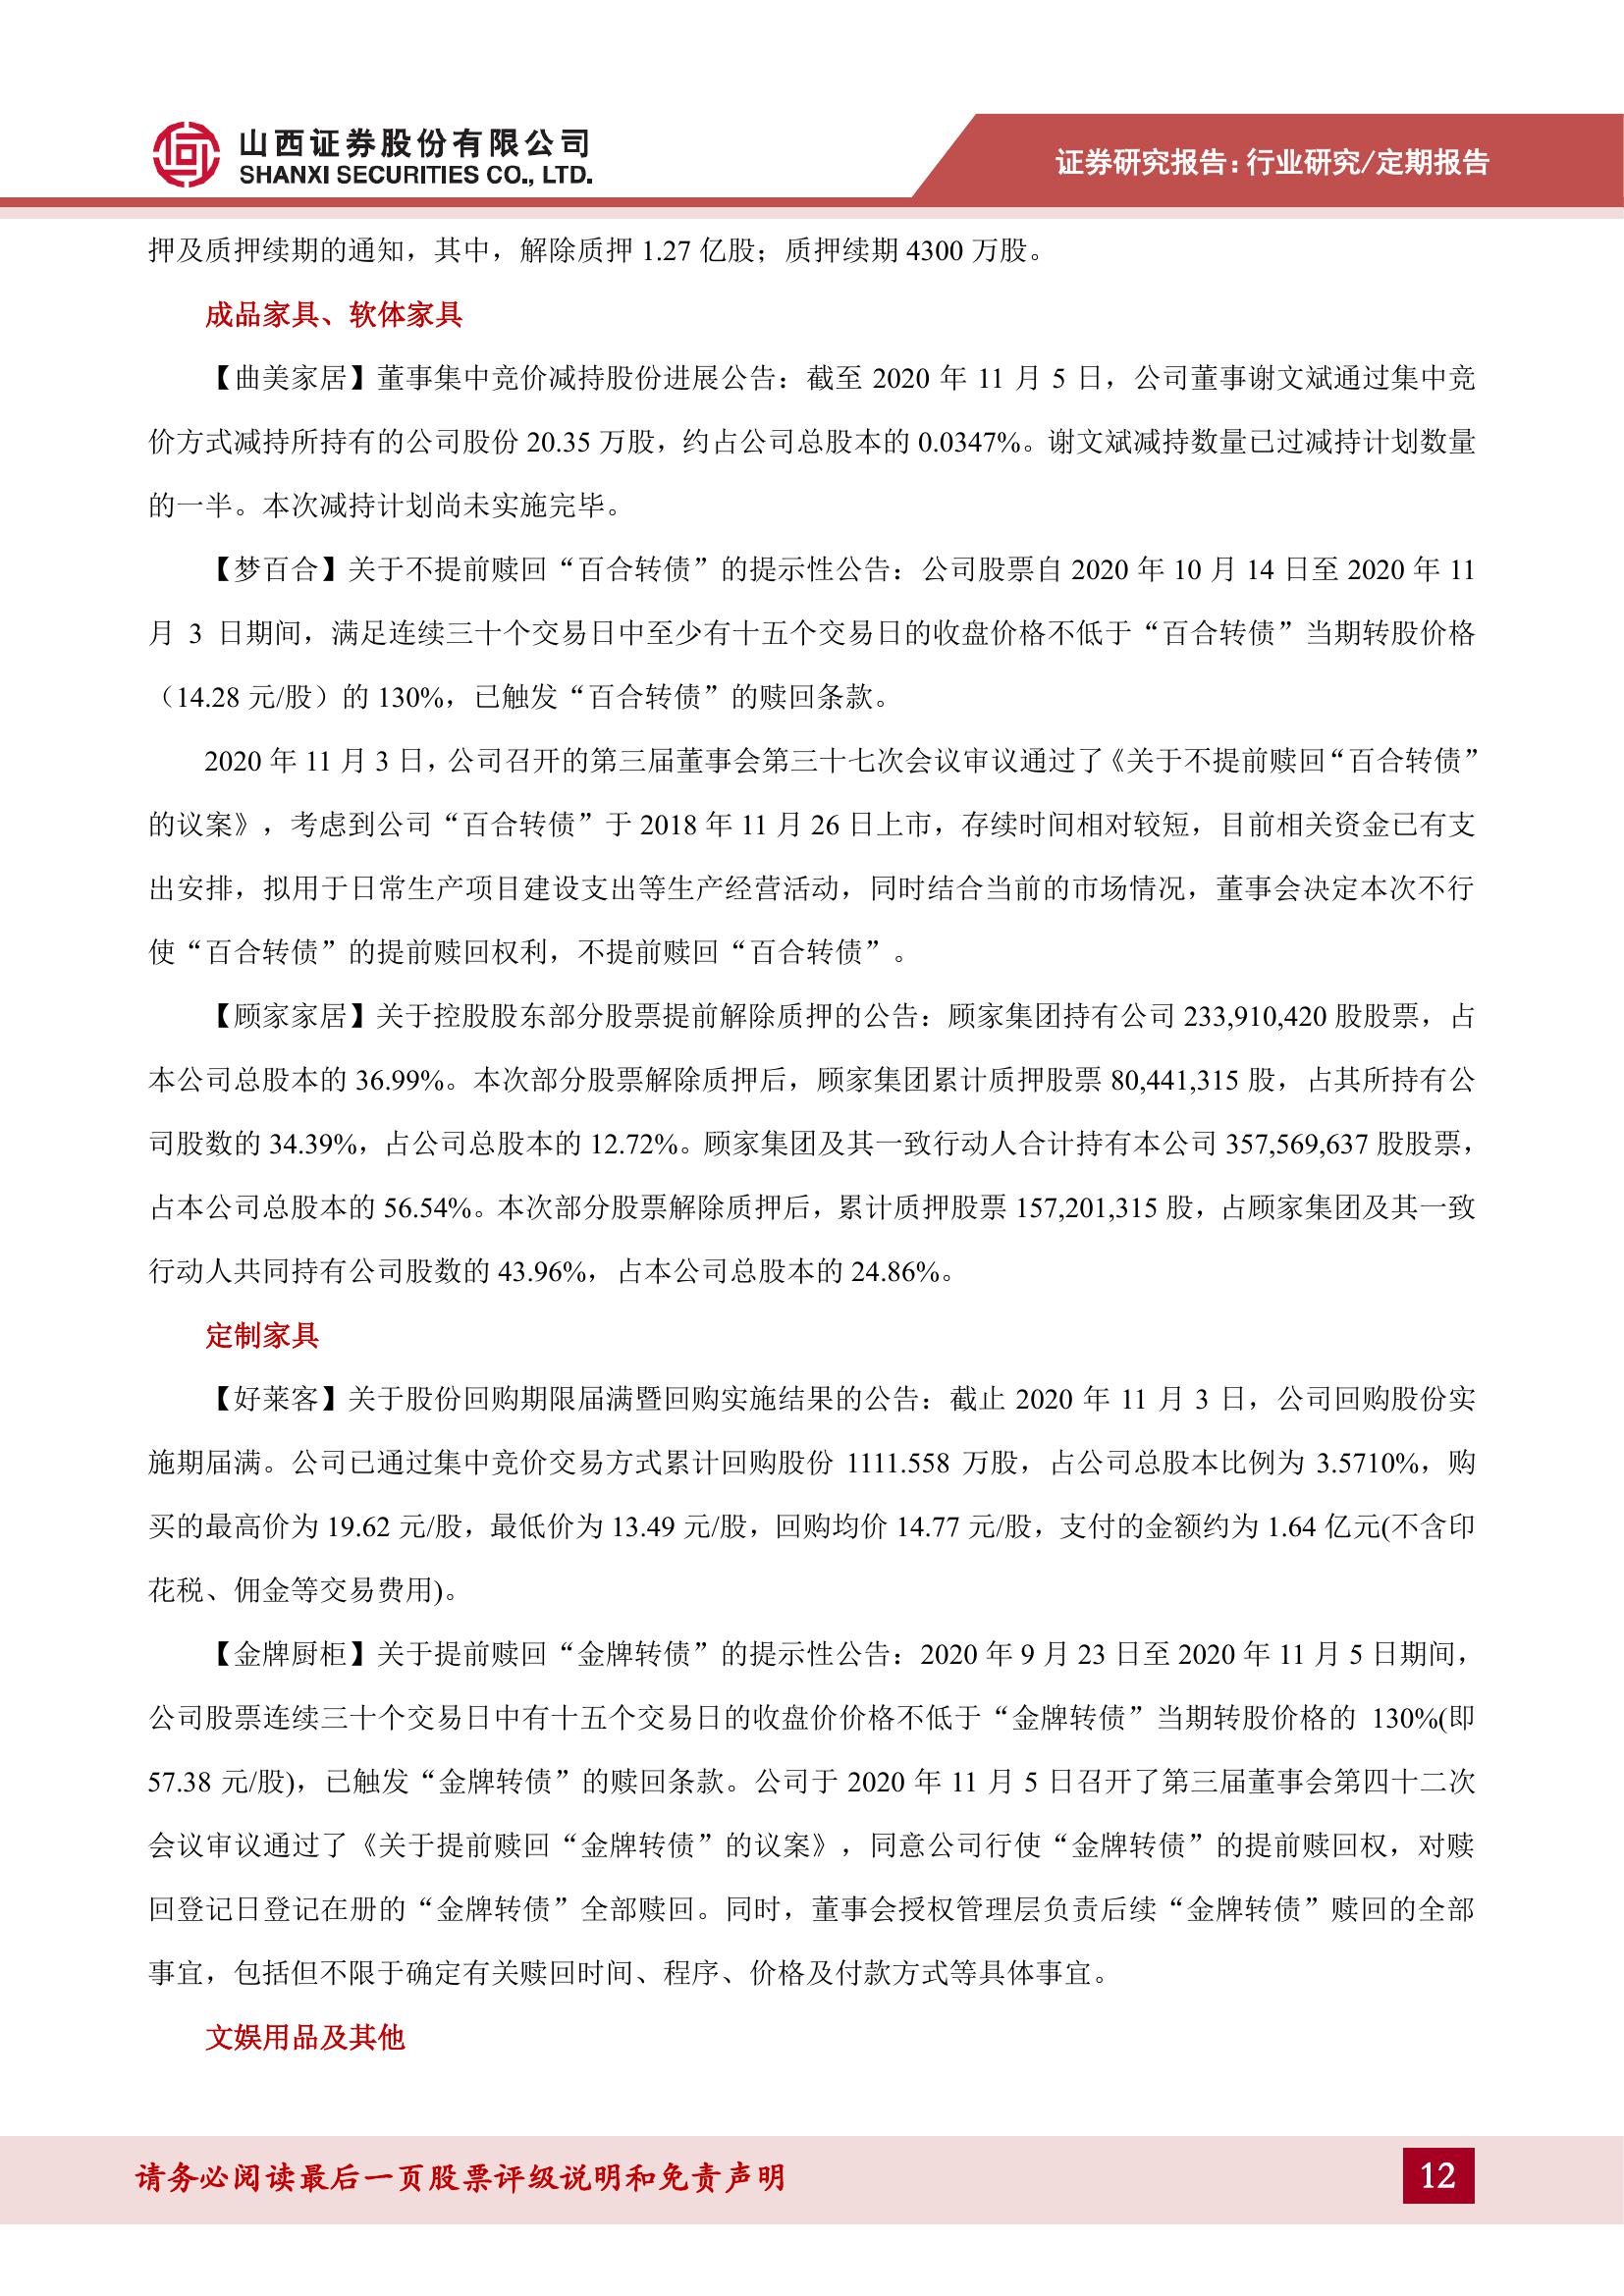 山西证券股份有限公司
SHANXI SECURITIES CO., LTD.
证券研究报告：行业研究/定期报告
押及质押续期的通知，其中，解除质押 1.27 亿股；质押续期 4300 万股。
成品家具、软体家具
【曲美家居】董事集中竞价减持股份进展公告：截至 2020 年 11 月 5 日，公司董事谢文斌通过集中竞
价方式减持所持有的公司股份 20.35 万股，约占公司总股本的 0.0347%。谢文斌减持数量已过减持计划数量
的一半。本次减持计划尚未实施完毕。
【梦百合】关于不提前赎回“百合转债”的提示性公告：公司股票自 2020 年 10 月 14 日至 2020 年 11
月 3 日期间，满足连续三十个交易日中至少有十五个交易日的收盘价格不低于“百合转债”当期转股价格
（14.28 元/股）的 130%，已触发“百合转债”的赎回条款。
2020 年 11 月 3 日，公司召开的第三届董事会第三十七次会议审议通过了《关于不提前赎回“百合转债”
的议案》，考虑到公司“百合转债”于 2018 年 11 月 26 日上市，存续时间相对较短，目前相关资金已有支
出安排，拟用于日常生产项目建设支出等生产经营活动，同时结合当前的市场情况，董事会决定本次不行
使“百合转债”的提前赎回权利，不提前赎回“百合转债”。
【顾家家居】关于控股股东部分股票提前解除质押的公告：顾家集团持有公司 233,910,420 股股票，占
本公司总股本的 36.99%。本次部分股票解除质押后，顾家集团累计质押股票 80,441,315 股，占其所持有公
司股数的 34.39%，占公司总股本的 12.72%。顾家集团及其一致行动人合计持有本公司 357,569,637 股股票，
占本公司总股本的 56.54%。本次部分股票解除质押后，累计质押股票 157,201,315 股，占顾家集团及其一致
行动人共同持有公司股数的 43.96%，占本公司总股本的 24.86%。
定制家具
【好莱客】关于股份回购期限届满暨回购实施结果的公告：截止 2020 年 11 月 3 日，公司回购股份实
施期届满。公司已通过集中竞价交易方式累计回购股份 1111.558 万股，占公司总股本比例为 3.5710%，购
买的最高价为 19.62 元/股，最低价为 13.49 元/股，回购均价 14.77 元/股，支付的金额约为 1.64 亿元(不含印
花税、佣金等交易费用)。
【金牌厨柜】关于提前赎回“金牌转债”的提示性公告：2020 年 9 月 23 日至 2020 年 11 月 5 日期间，
公司股票连续三十个交易日中有十五个交易日的收盘价价格不低于“金牌转债”当期转股价格的 130%(即
57.38 元/股)，已触发“金牌转债”的赎回条款。公司于 2020 年 11 月 5 日召开了第三届董事会第四十二次
会议审议通过了《关于提前赎回“金牌转债”的议案》，同意公司行使“金牌转债”的提前赎回权，对赎
回登记日登记在册的“金牌转债”全部赎回。同时，董事会授权管理层负责后续“金牌转债”赎回的全部
事宜，包括但不限于确定有关赎回时间、程序、价格及付款方式等具体事宜。
文娱用品及其他
请务必阅读最后一页股票评级说明和免责声明
12